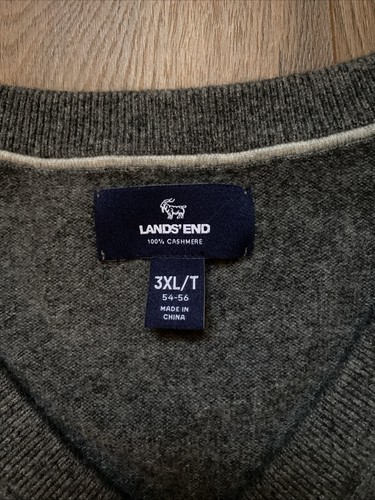 LANDS' END
100% CASHMERE
3XL/T
54-56
MADE IN
CHINA